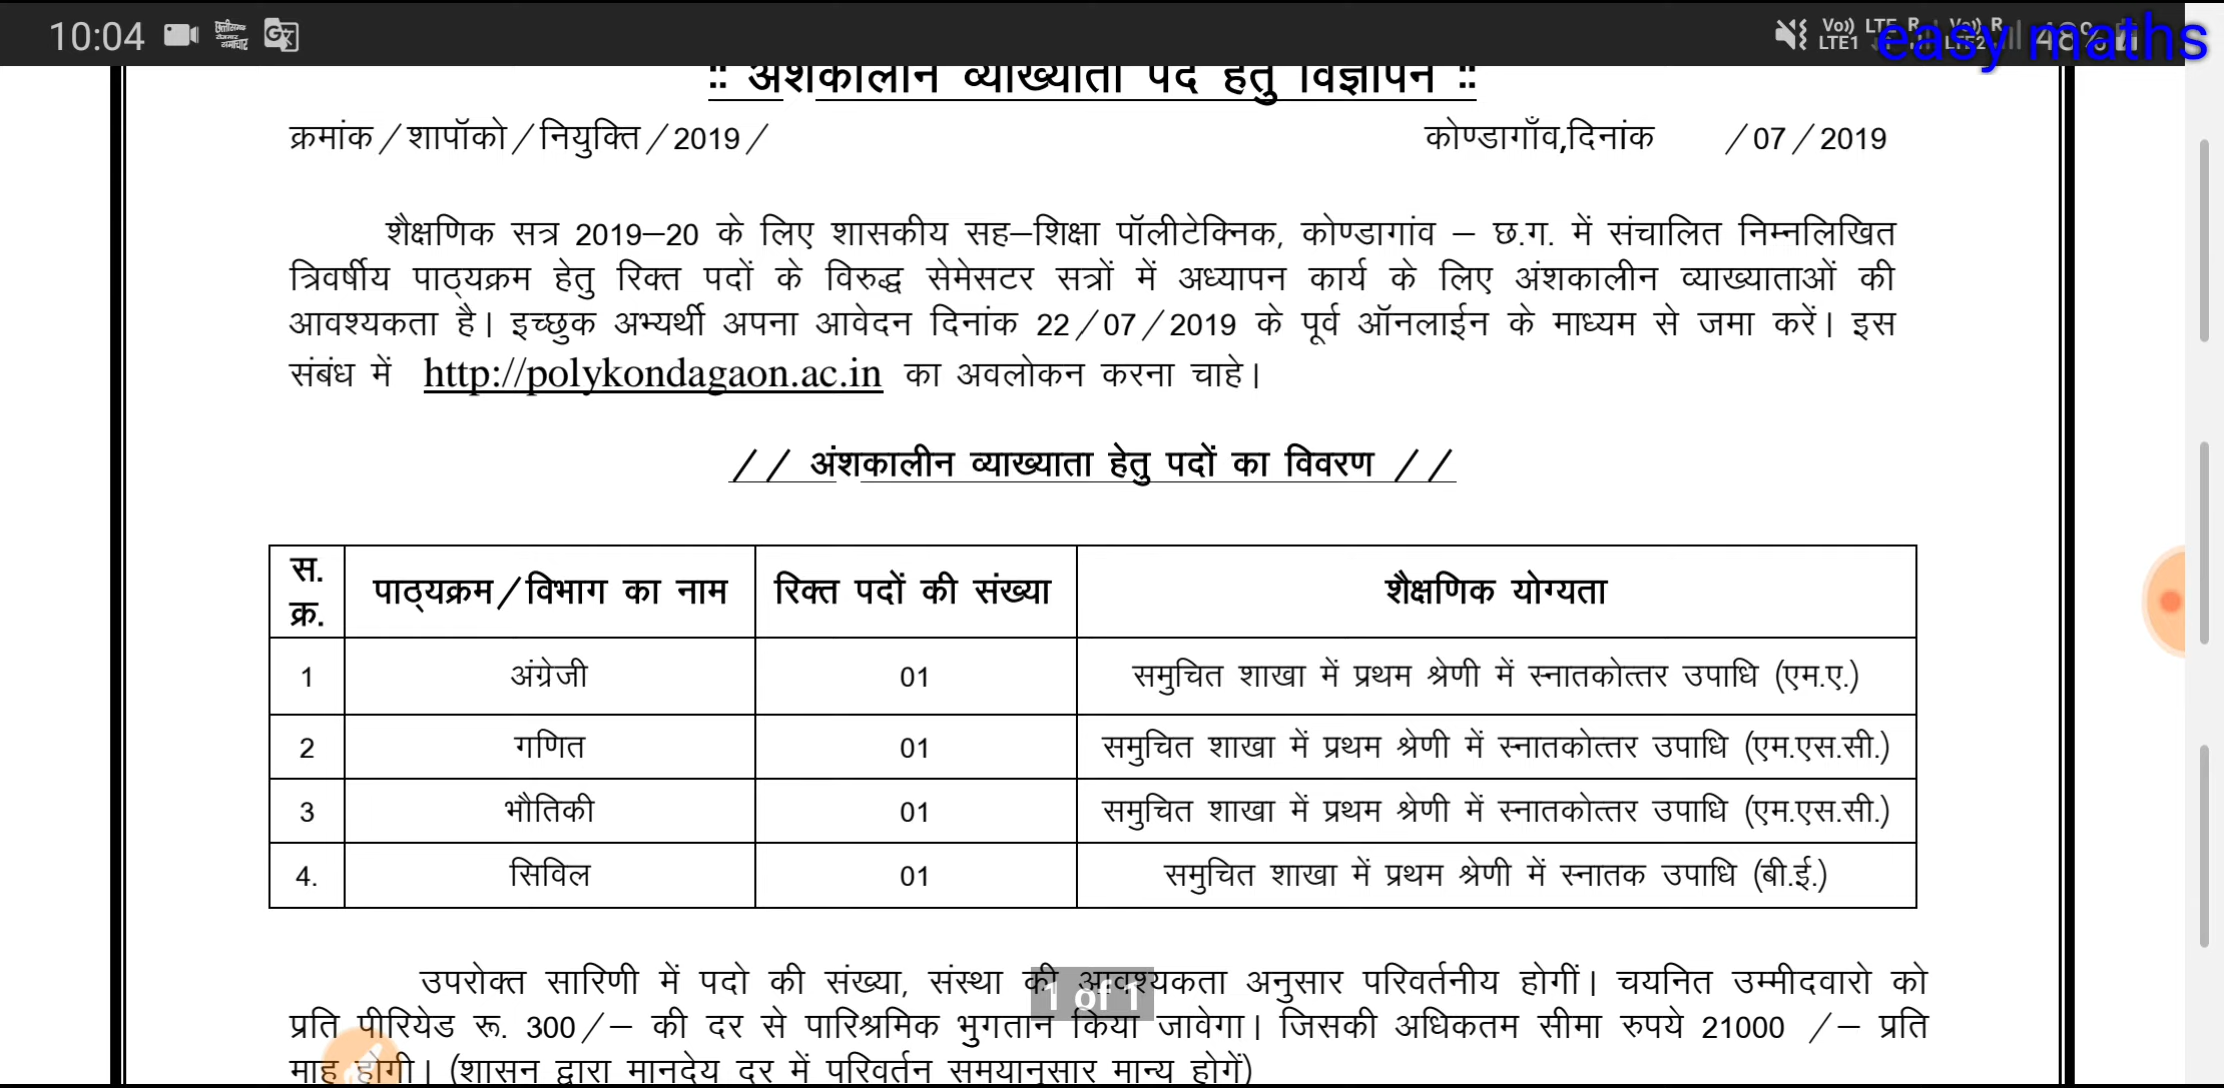 10:04
Vo)) LTE1
48%
easy maths
:: अंशकालीन व्याख्याता पद हेतु विज्ञापन ::
क्रमांक/शापॉको/नियुक्ति/2019/ कोण्डागाँव,दिनांक /07/2019
शैक्षणिक सत्र 2019–20 के लिए शासकीय सह–शिक्षा पॉलीटेक्निक, कोण्डागांव – छ.ग. में संचालित निम्नलिखित
त्रिवर्षीय पाठ्यक्रम हेतु रिक्त पदों के विरुद्ध सेमेसटर सत्रों में अध्यापन कार्य के लिए अंशकालीन व्याख्याताओं की
आवश्यकता है। इच्छुक अभ्यर्थी अपना आवेदन दिनांक 22/07/2019 के पूर्व ऑनलाईन के माध्यम से जमा करें। इस
संबंध में http://polykondagaon.ac.in का अवलोकन करना चाहे।
// अंशकालीन व्याख्याता हेतु पदों का विवरण //
स. क्र. पाठ्यक्रम/विभाग का नाम रिक्त पदों की संख्या शैक्षणिक योग्यता
1 अंग्रेजी 01 समुचित शाखा में प्रथम श्रेणी में स्नातकोत्तर उपाधि (एम.ए.)
2 गणित 01 समुचित शाखा में प्रथम श्रेणी में स्नातकोत्तर उपाधि (एम.एस.सी.)
3 भौतिकी 01 समुचित शाखा में प्रथम श्रेणी में स्नातकोत्तर उपाधि (एम.एस.सी.)
4. सिविल 01 समुचित शाखा में प्रथम श्रेणी में स्नातक उपाधि (बी.ई.)
उपरोक्त सारिणी में पदो की संख्या, संस्था की आवश्यकता अनुसार परिवर्तनीय होगीं। चयनित उम्मीदवारो को
1 of 1
प्रति पीरियेड रू. 300/– की दर से पारिश्रमिक भुगतान किया जावेगा। जिसकी अधिकतम सीमा रुपये 21000 /– प्रति
माह होगी। (शासन द्वारा मानदेय दर में परिवर्तन समयानुसार मान्य होगें)